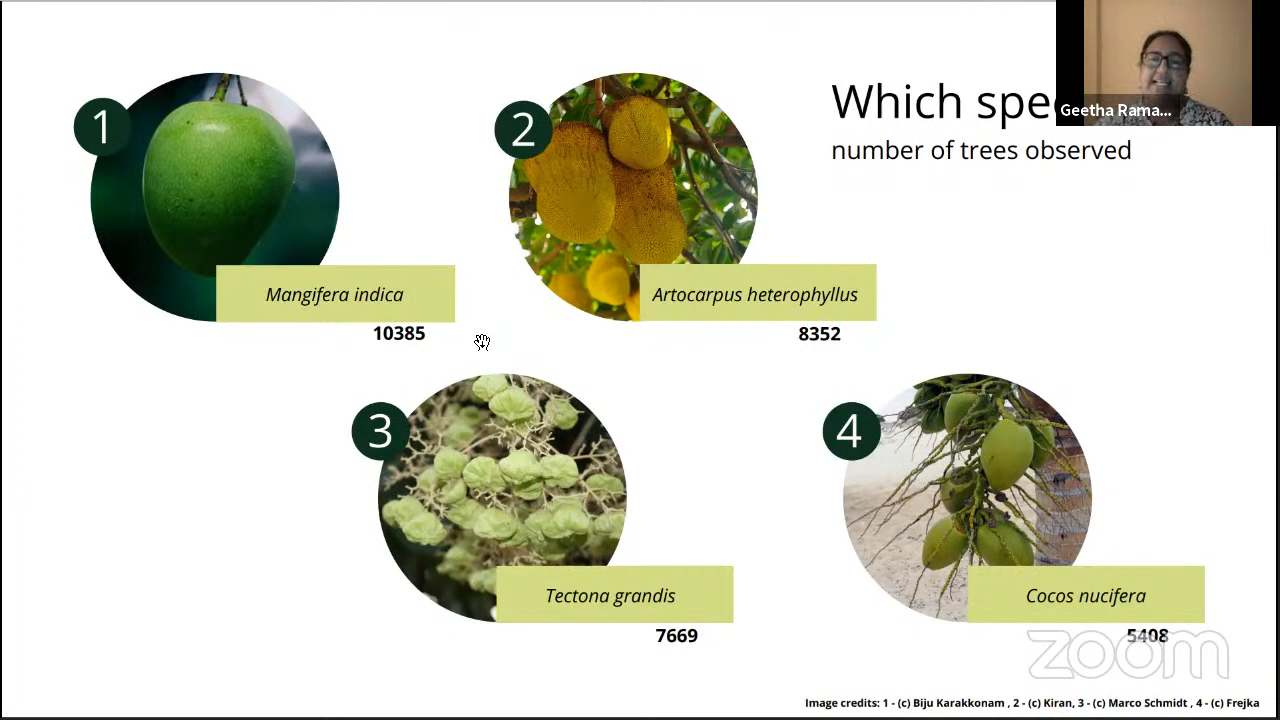 Which spe
number of trees observed
Geetha Rama...
1
Mangifera indica
10385
2
Artocarpus heterophyllus
8352
3
Tectona grandis
7669
4
Cocos nucifera
5408
zoom
Image credits: 1 - (c) Biju Karakkonam , 2 - (c) Kiran, 3 - (c) Marco Schmidt , 4 - (c) Frejka